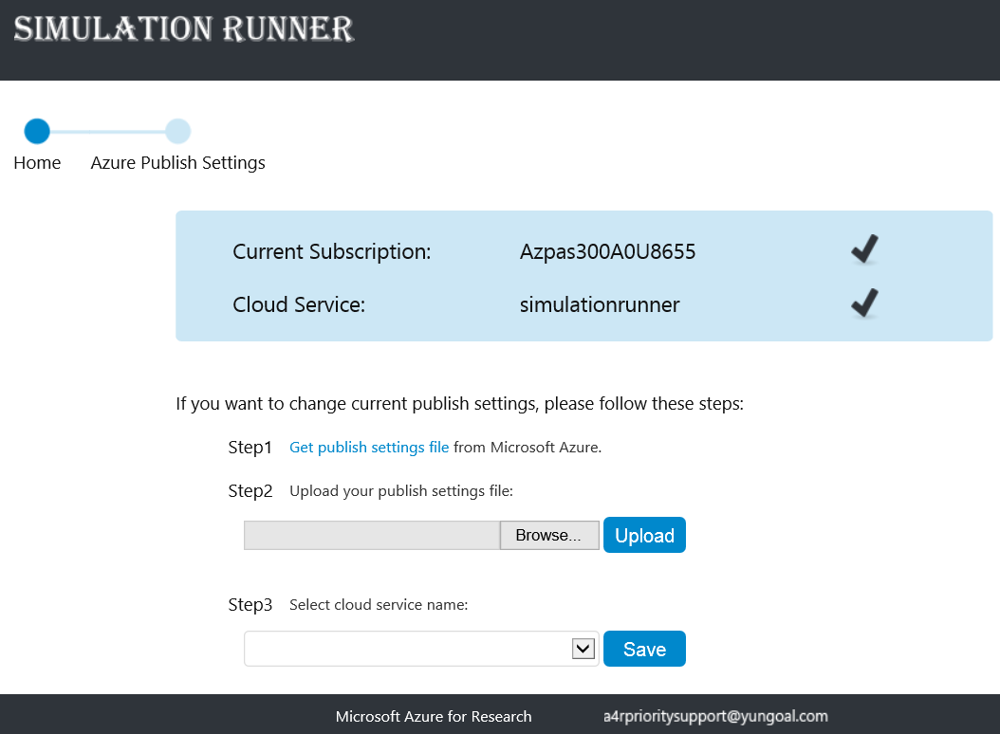 SIMULATION RUNNER
Home Azure Publish Settings
Current Subscription: Azpas300A0U8655
Cloud Service: simulationrunner
If you want to change current publish settings, please follow these steps:
Step1 Get publish settings file from Microsoft Azure.
Step2 Upload your publish settings file:
Browse... Upload
Step3 Select cloud service name:
Save
Microsoft Azure for Research a4rprioritysupport@yungoal.com